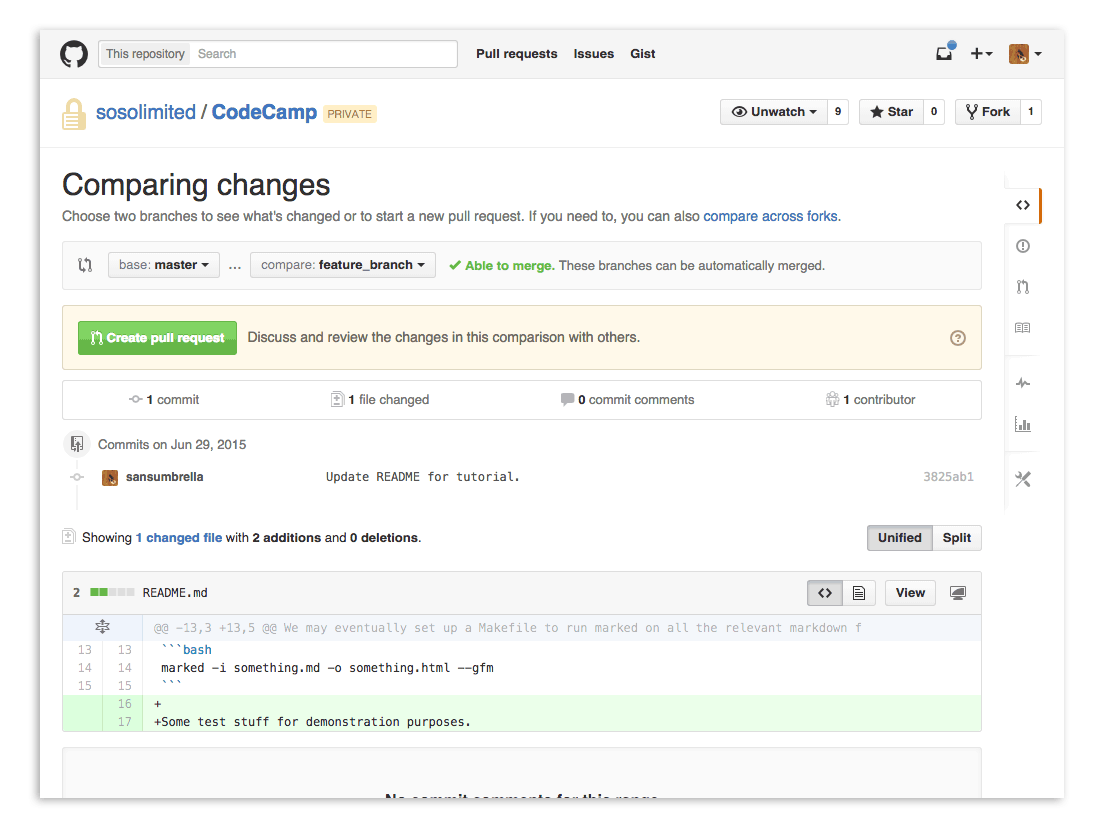 This repository Search Pull requests Issues Gist
sosolimited / CodeCamp PRIVATE Unwatch 9 Star 0 Fork 1
Comparing changes
Choose two branches to see what's changed or to start a new pull request. If you need to, you can also compare across forks.
base: master ... compare: feature_branch Able to merge. These branches can be automatically merged.
Create pull request Discuss and review the changes in this comparison with others.
1 commit 1 file changed 0 commit comments 1 contributor
Commits on Jun 29, 2015
sansumbrella Update README for tutorial. 3825ab1
Showing 1 changed file with 2 additions and 0 deletions. Unified Split
2 README.md View
@@ -13,3 +13,5 @@ We may eventually set up a Makefile to run marked on all the relevant markdown f
13 13 ```bash
14 14 marked -i something.md -o something.html --gfm
15 15 ```
16 +
17 +Some test stuff for demonstration purposes.
No commit comments for this range